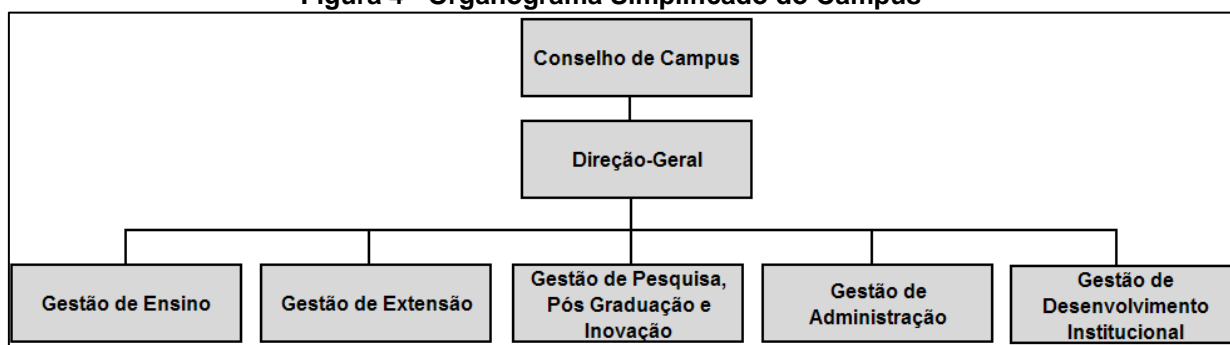 Figura 4 - Organograma Simplificado do Campus
Conselho de Campus
Direção-Geral
Gestão de Ensino
Gestão de Extensão
Gestão de Pesquisa,
Pós Graduação e
Inovação
Gestão de
Administração
Gestão de
Desenvolvimento
Institucional